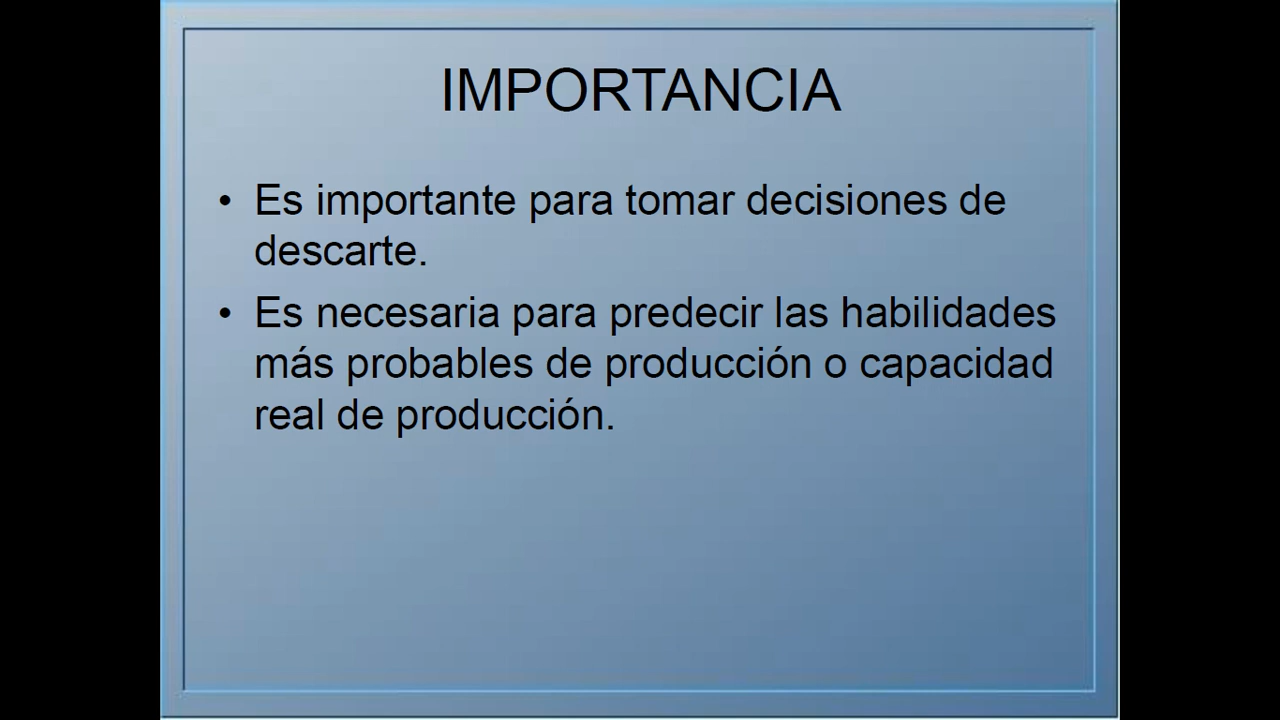 IMPORTANCIA
• Es importante para tomar decisiones de
descarte.
• Es necesaria para predecir las habilidades
más probables de producción o capacidad
real de producción.